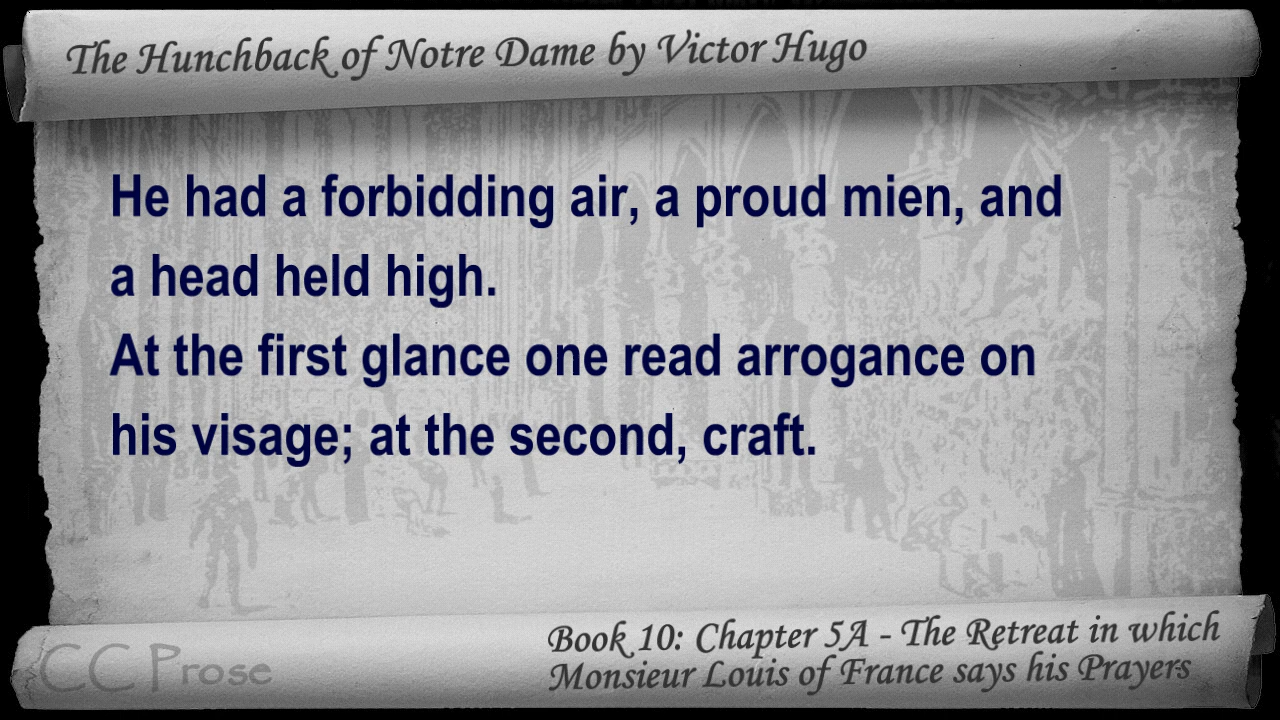 The Hunchback of Notre Dame by Victor Hugo
He had a forbidding air, a proud mien, and
a head held high.
At the first glance one read arrogance on
his visage; at the second, craft.
CC Prose
Book 10: Chapter 5A - The Retreat in which
Monsieur Louis of France says his Prayers